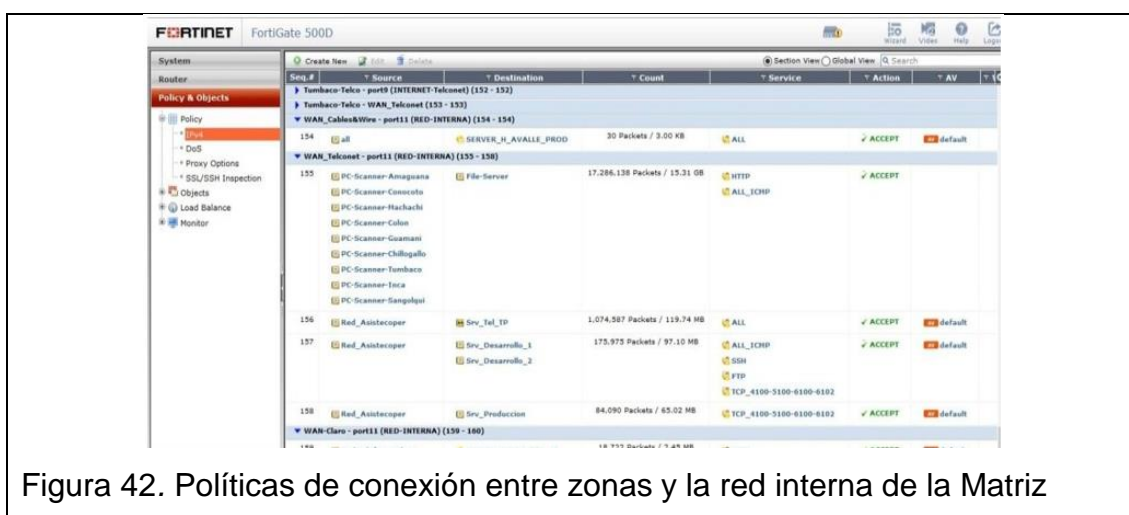 FORTINET FortiGate 500D
Wizard Video Help
System
Router
Policy & Objects
Policy
IPv4
DoS
Proxy Options
SSL/SSH Inspection
Objects
Load Balance
Monitor
Create New Edit Delete Section View Global View Search
Seq.# Source Destination Count Service Action AV
Tumbaco-Telco - port9 (INTERNET-Telconet) (152 - 152)
Tumbaco-Telco - WAN_Telconet (153 - 153)
WAN_Cables&Wire - port11 (RED-INTERNA) (154 - 154)
154 all SERVER_H_AVALLE_PROD 30 Packets / 3.00 KB ALL ACCEPT default
WAN_Telconet - port11 (RED-INTERNA) (155 - 158)
155 PC-Scanner-Amaguana File-Server 17,286,138 Packets / 15.31 GB HTTP ACCEPT
PC-Scanner-Conocoto ALL_ICMP
PC-Scanner-Machachi
PC-Scanner-Colon
PC-Scanner-Guamani
PC-Scanner-Chillogallo
PC-Scanner-Tumbaco
PC-Scanner-Inca
PC-Scanner-Sangolqui
156 Red_Asistecoper Srv_Tel_TP 1,074,587 Packets / 119.74 MB ALL ACCEPT default
157 Red_Asistecoper Srv_Desarrollo_1 175,975 Packets / 97.10 MB ALL_ICMP ACCEPT default
Srv_Desarrollo_2 SSH
FTP
TCP_4100-5100-6100-6102
158 Red_Asistecoper Srv_Produccion 84,090 Packets / 65.02 MB TCP_4100-5100-6100-6102 ACCEPT default
WAN-Claro - port11 (RED-INTERNA) (159 - 160)
Figura 42. Políticas de conexión entre zonas y la red interna de la Matriz